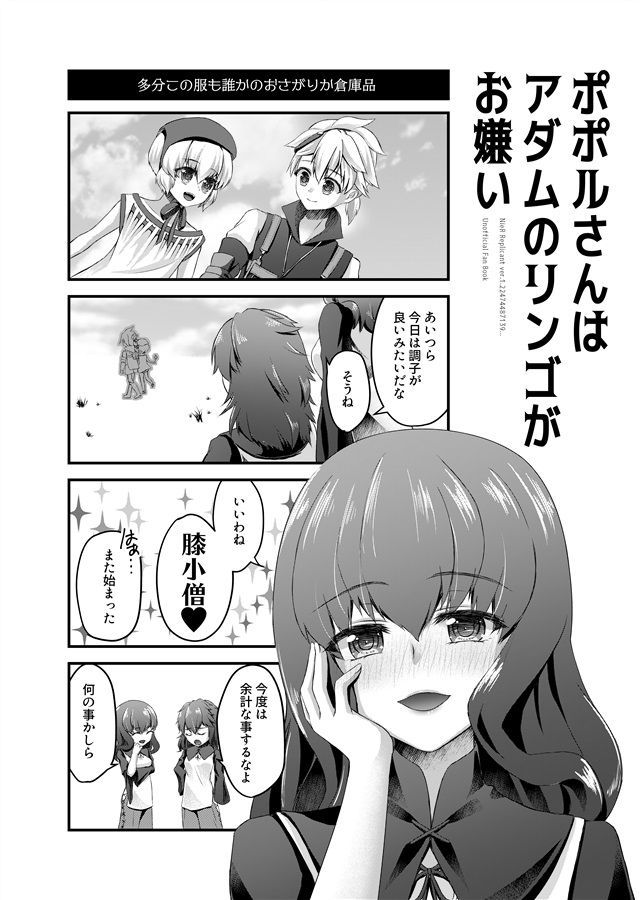 ポポルさんは
アダムのリンゴが
お嫌い
NieR Replicant ver.1.22474487139...
Unofficial Fan Book
多分この服も誰かのおさがりか倉庫品
あいつら
今日は調子が
良いみたいだな
そうね
いいわね
膝小僧♥
はぁ…
また始まった
今度は
余計な事するなよ
何の事かしら